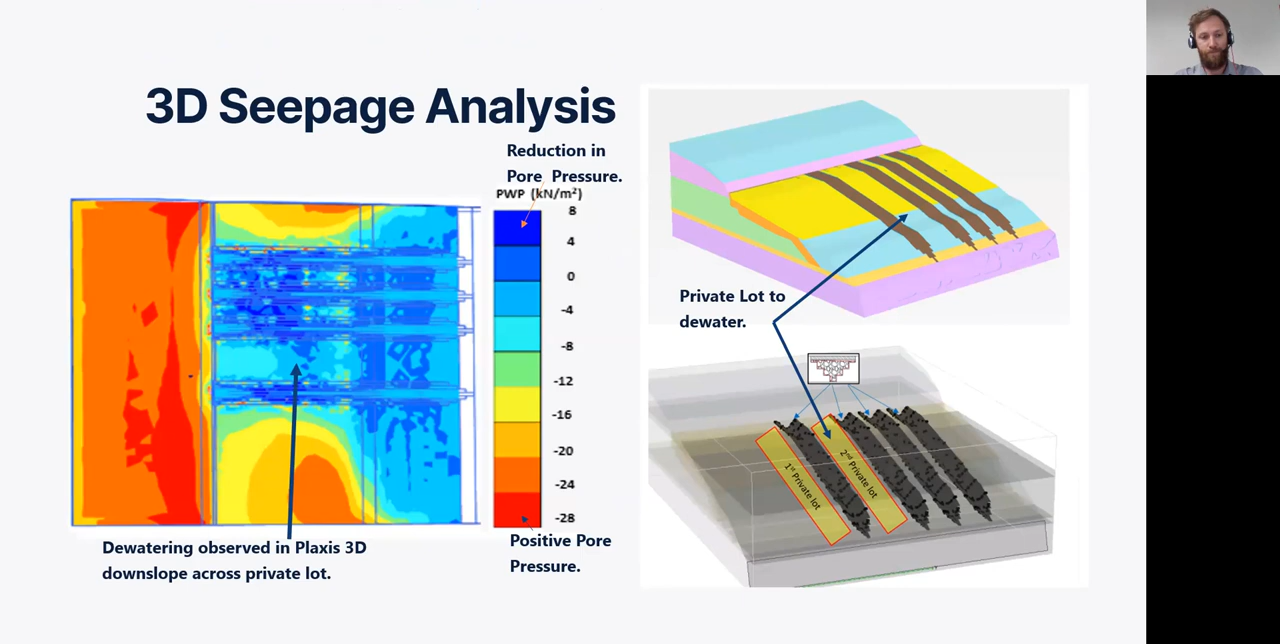 3D Seepage Analysis
Reduction in
Pore Pressure.
PWP (kN/m²)
8
4
0
-4
-8
-12
-16
-20
-24
-28
Positive Pore
Pressure.
Dewatering observed in Plaxis 3D
downslope across private lot.
Private Lot to
dewater.
1st Private lot
2nd Private lot